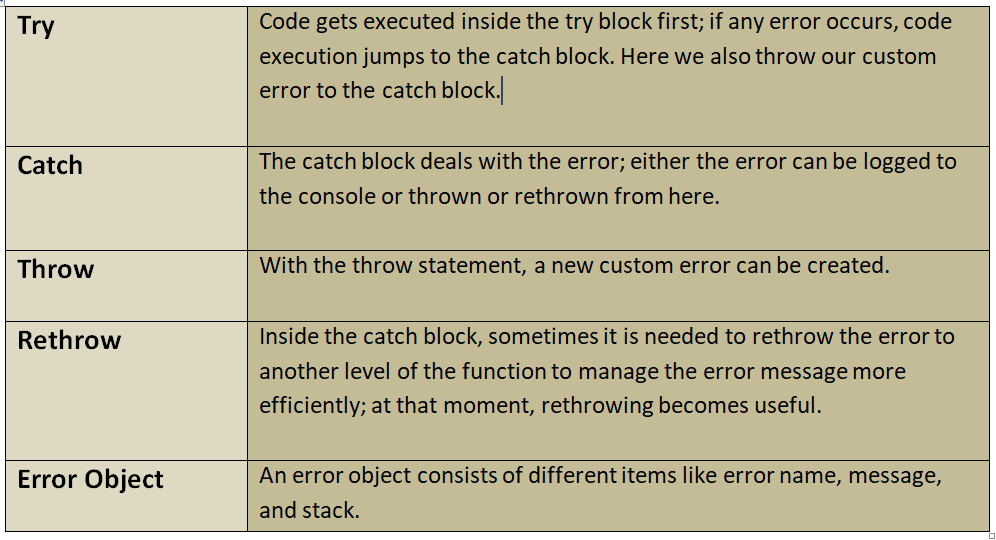 Try
Code gets executed inside the try block first; if any error occurs, code
execution jumps to the catch block. Here we also throw our custom
error to the catch block.
Catch
The catch block deals with the error; either the error can be logged to
the console or thrown or rethrown from here.
Throw
With the throw statement, a new custom error can be created.
Rethrow
Inside the catch block, sometimes it is needed to rethrow the error to
another level of the function to manage the error message more
efficiently; at that moment, rethrowing becomes useful.
Error Object
An error object consists of different items like error name, message,
and stack.